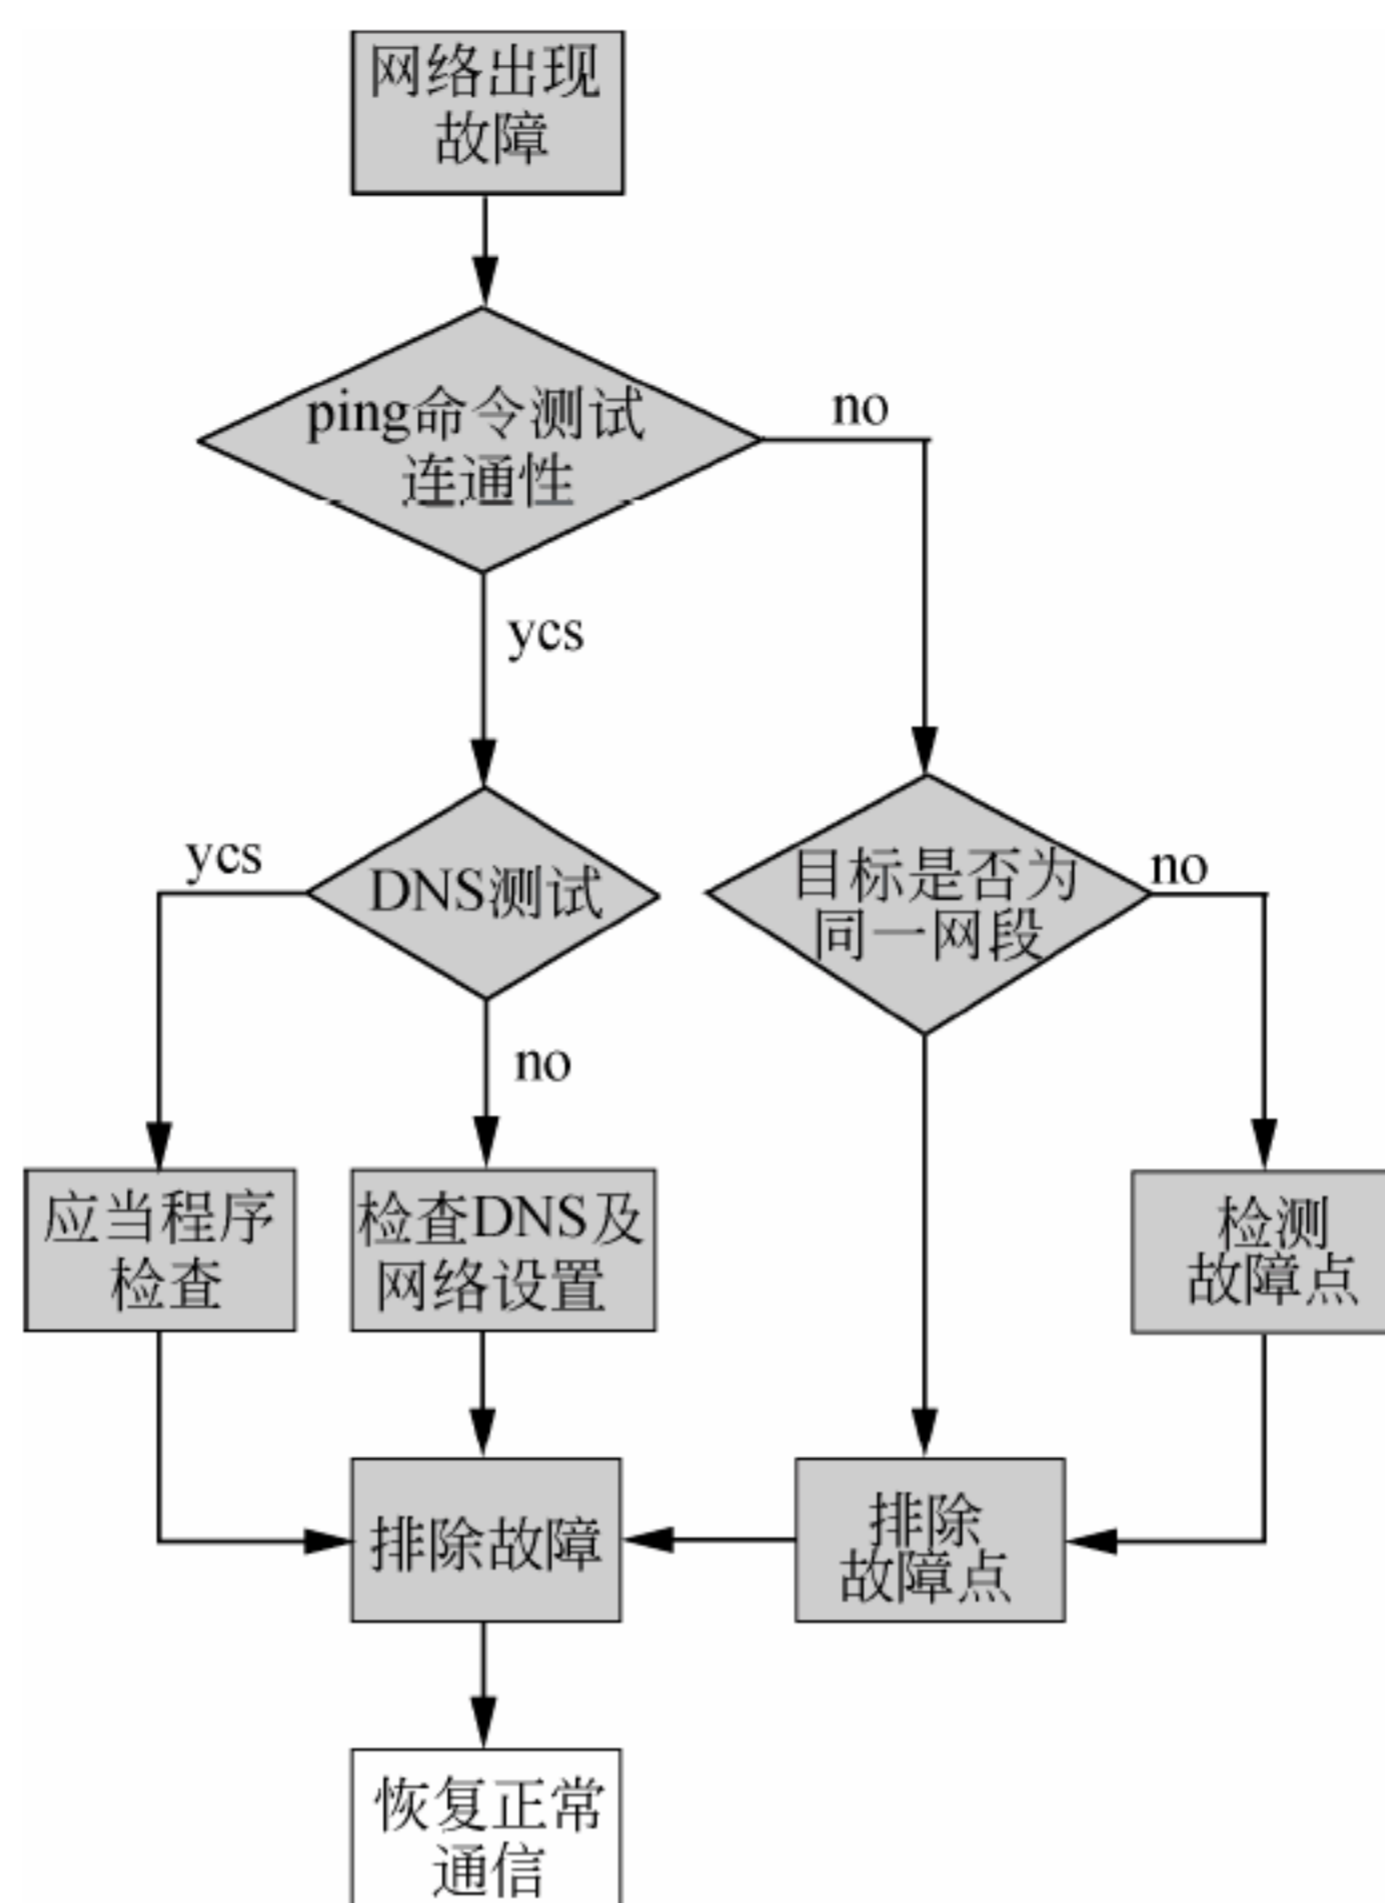 网络出现
故障
ping命令测试
连通性
no
ycs
ycs
DNS测试
目标是否为
同一网段
no
no
应当程序
检查
检查DNS及
网络设置
检测
故障点
排除故障
排除
故障点
恢复正常
通信